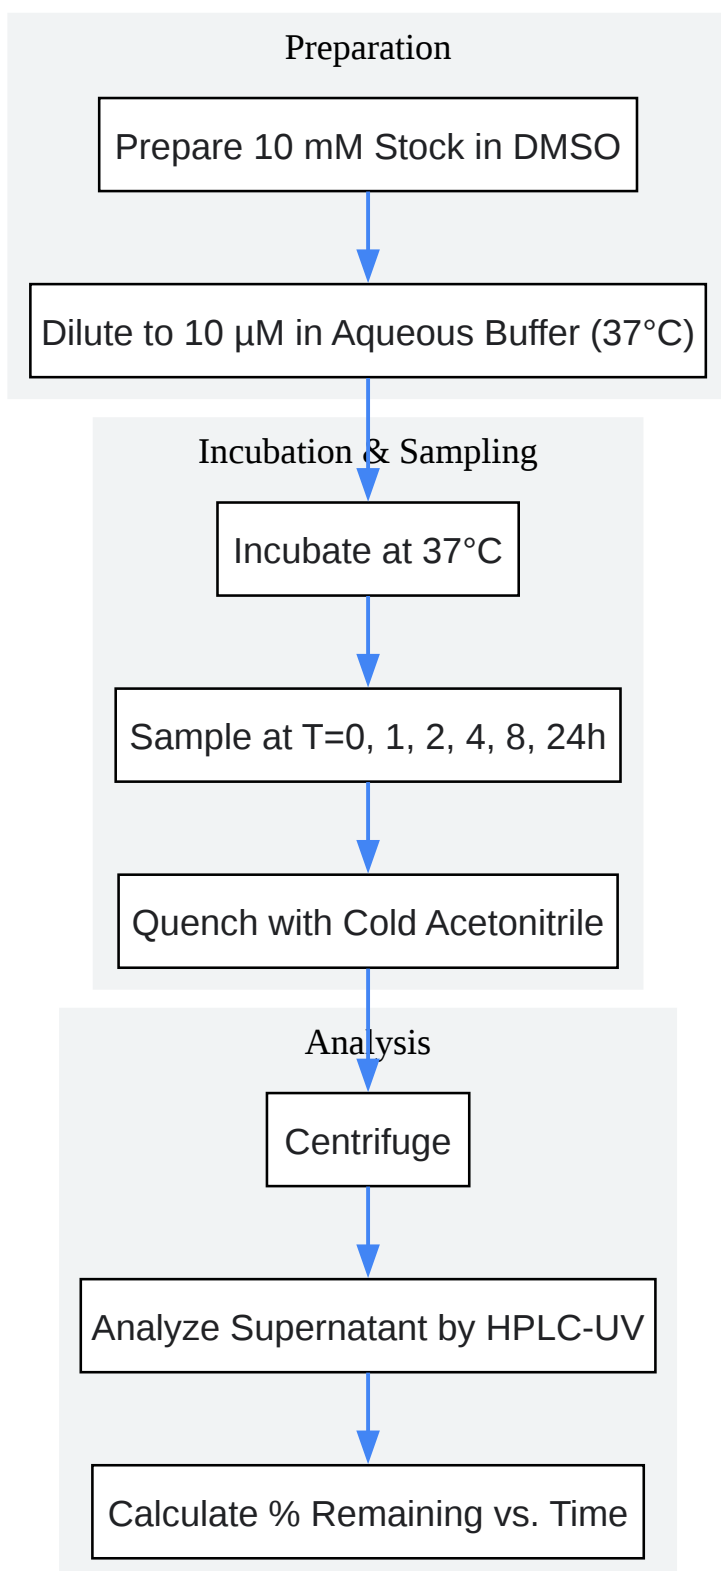 Preparation
Prepare 10 mM Stock in DMSO
Dilute to 10 µM in Aqueous Buffer (37°C)
Incubation & Sampling
Incubate at 37°C
Sample at T=0, 1, 2, 4, 8, 24h
Quench with Cold Acetonitrile
Analysis
Centrifuge
Analyze Supernatant by HPLC-UV
Calculate % Remaining vs. Time